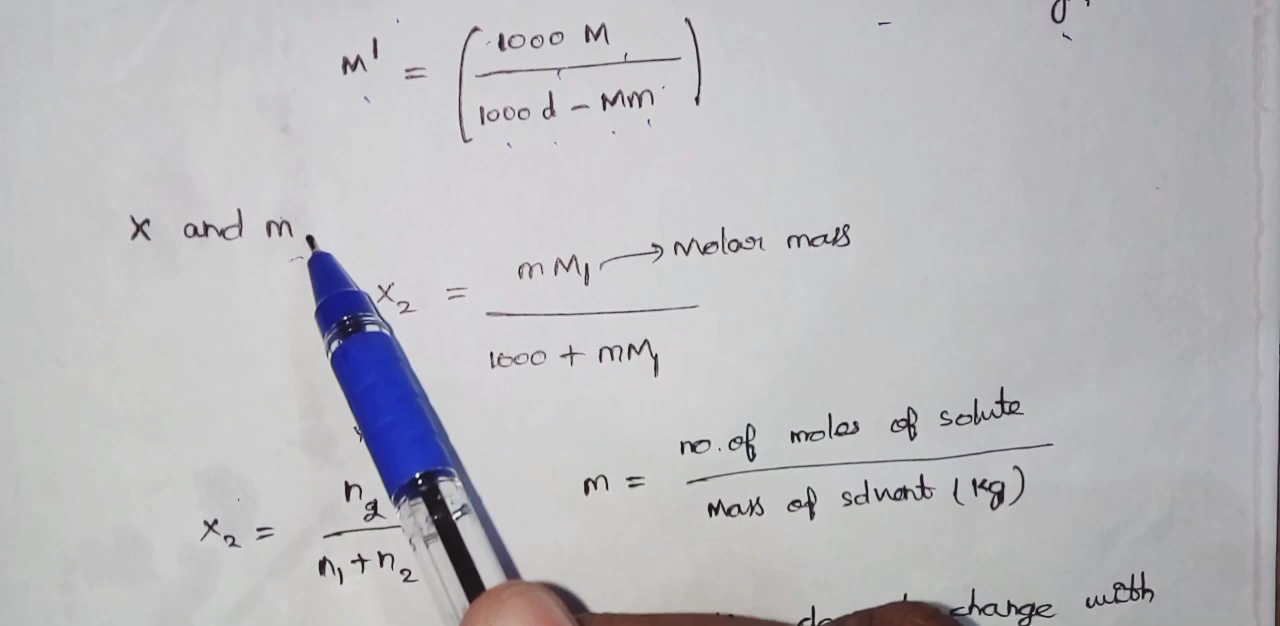 M' = ( 1000 M / 1000 d - Mm )
x and m
x₂ = mM₁ / 1000 + mM₁ → Molar mass
m = no. of moles of solute / Mass of solvent (kg)
x₂ = n₂ / n₁ + n₂
change with